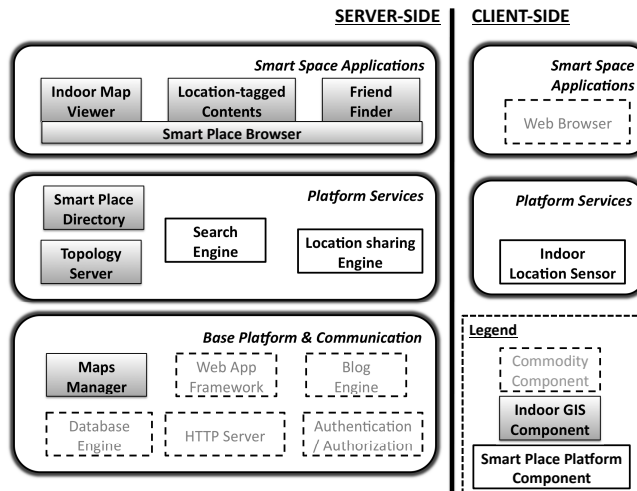 SERVER-SIDE
CLIENT-SIDE
Smart Space Applications
Indoor Map
Viewer
Location-tagged
Contents
Friend
Finder
Smart Place Browser
Smart Space
Applications
Web Browser
Platform Services
Smart Place
Directory
Topology
Server
Search
Engine
Location sharing
Engine
Platform Services
Indoor
Location Sensor
Base Platform & Communication
Maps
Manager
Web App
Framework
Blog
Engine
Database
Engine
HTTP Server
Authentication
/ Authorization
Legend
Commodity
Component
Indoor GIS
Component
Smart Place Platform
Component